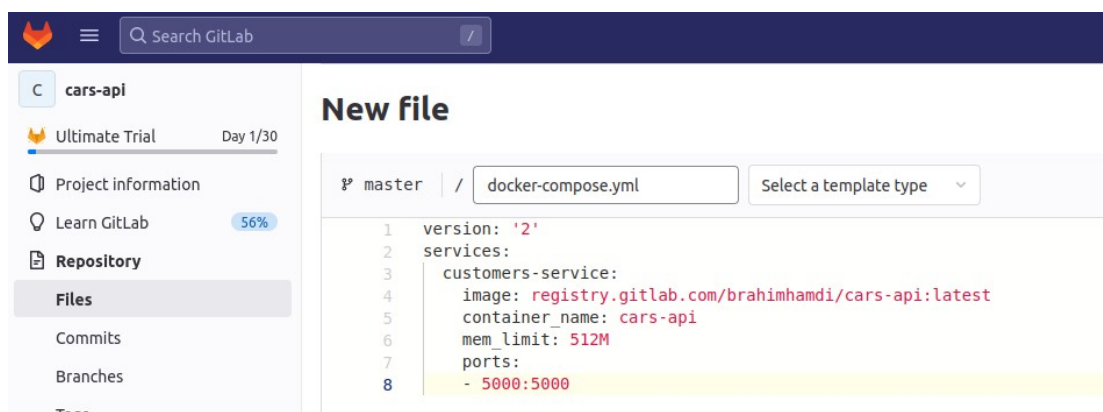 Search GitLab /
C cars-api
Ultimate Trial Day 1/30
Project information
Learn GitLab 56%
Repository
Files
Commits
Branches
New file
master / docker-compose.yml Select a template type
1 version: '2'
2 services:
3 customers-service:
4 image: registry.gitlab.com/brahimhamdi/cars-api:latest
5 container_name: cars-api
6 mem_limit: 512M
7 ports:
8 - 5000:5000